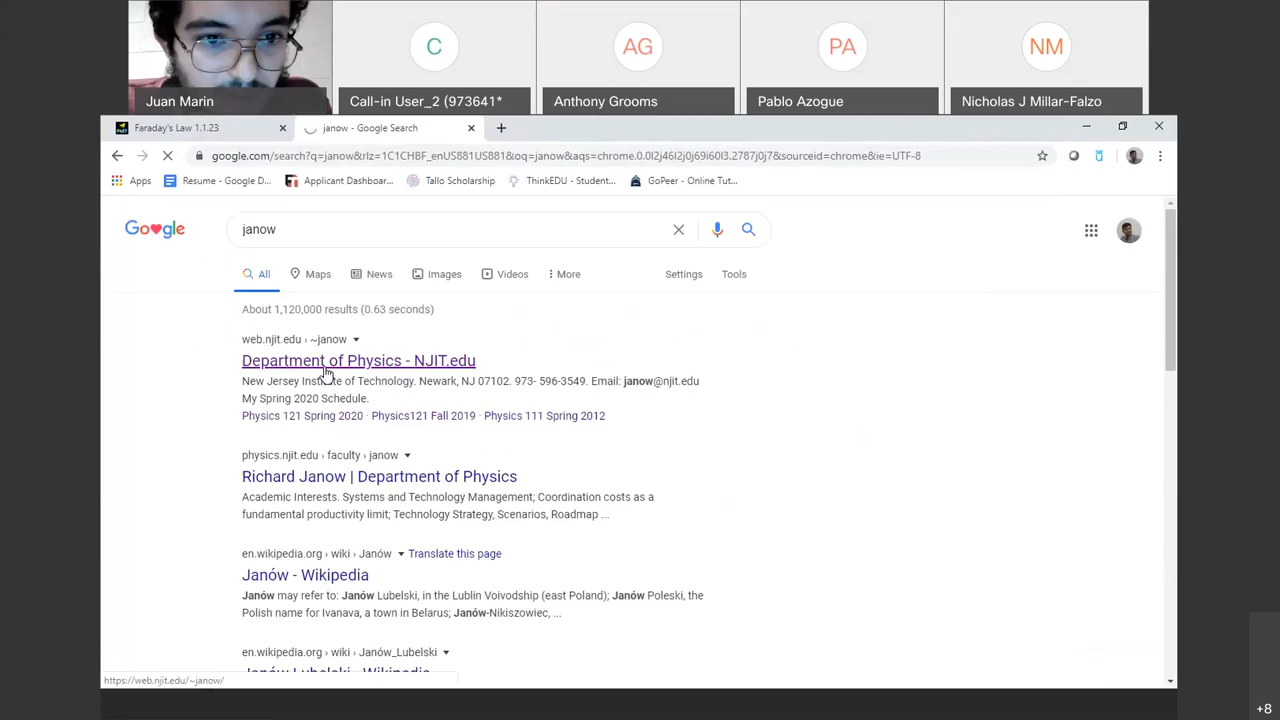 C
AG
PA
NM
Juan Marin
Call-in User_2 (973641*
Anthony Grooms
Pablo Azogue
Nicholas J Millar-Falzo
Faraday's Law 1.1.23
janow - Google Search
google.com/search?q=janow&rlz=1C1CHBF_enUS881US881&oq=janow&aqs=chrome.0.0l2j46l2j0j69i60l3.2787j0j7&sourceid=chrome&ie=UTF-8
Apps
Resume - Google D...
Applicant Dashboar...
Tallo Scholarship
ThinkEDU - Student...
GoPeer - Online Tut...
janow
All
Maps
News
Images
Videos
More
Settings
Tools
About 1,120,000 results (0.63 seconds)
web.njit.edu › ~janow
Department of Physics - NJIT.edu
New Jersey Institute of Technology. Newark, NJ 07102. 973- 596-3549. Email: janow@njit.edu
My Spring 2020 Schedule.
Physics 121 Spring 2020 · Physics121 Fall 2019 · Physics 111 Spring 2012
physics.njit.edu › faculty › janow
Richard Janow | Department of Physics
Academic Interests. Systems and Technology Management; Coordination costs as a
fundamental productivity limit; Technology Strategy, Scenarios, Roadmap ...
en.wikipedia.org › wiki › Janów
Translate this page
Janów - Wikipedia
Janów may refer to: Janów Lubelski, in the Lublin Voivodship (east Poland); Janów Poleski, the
Polish name for Ivanava, a town in Belarus; Janów-Nikiszowiec, ...
en.wikipedia.org › wiki › Janów_Lubelski
Janów Lubelski - Wikipedia
https://web.njit.edu/~janow/
+8